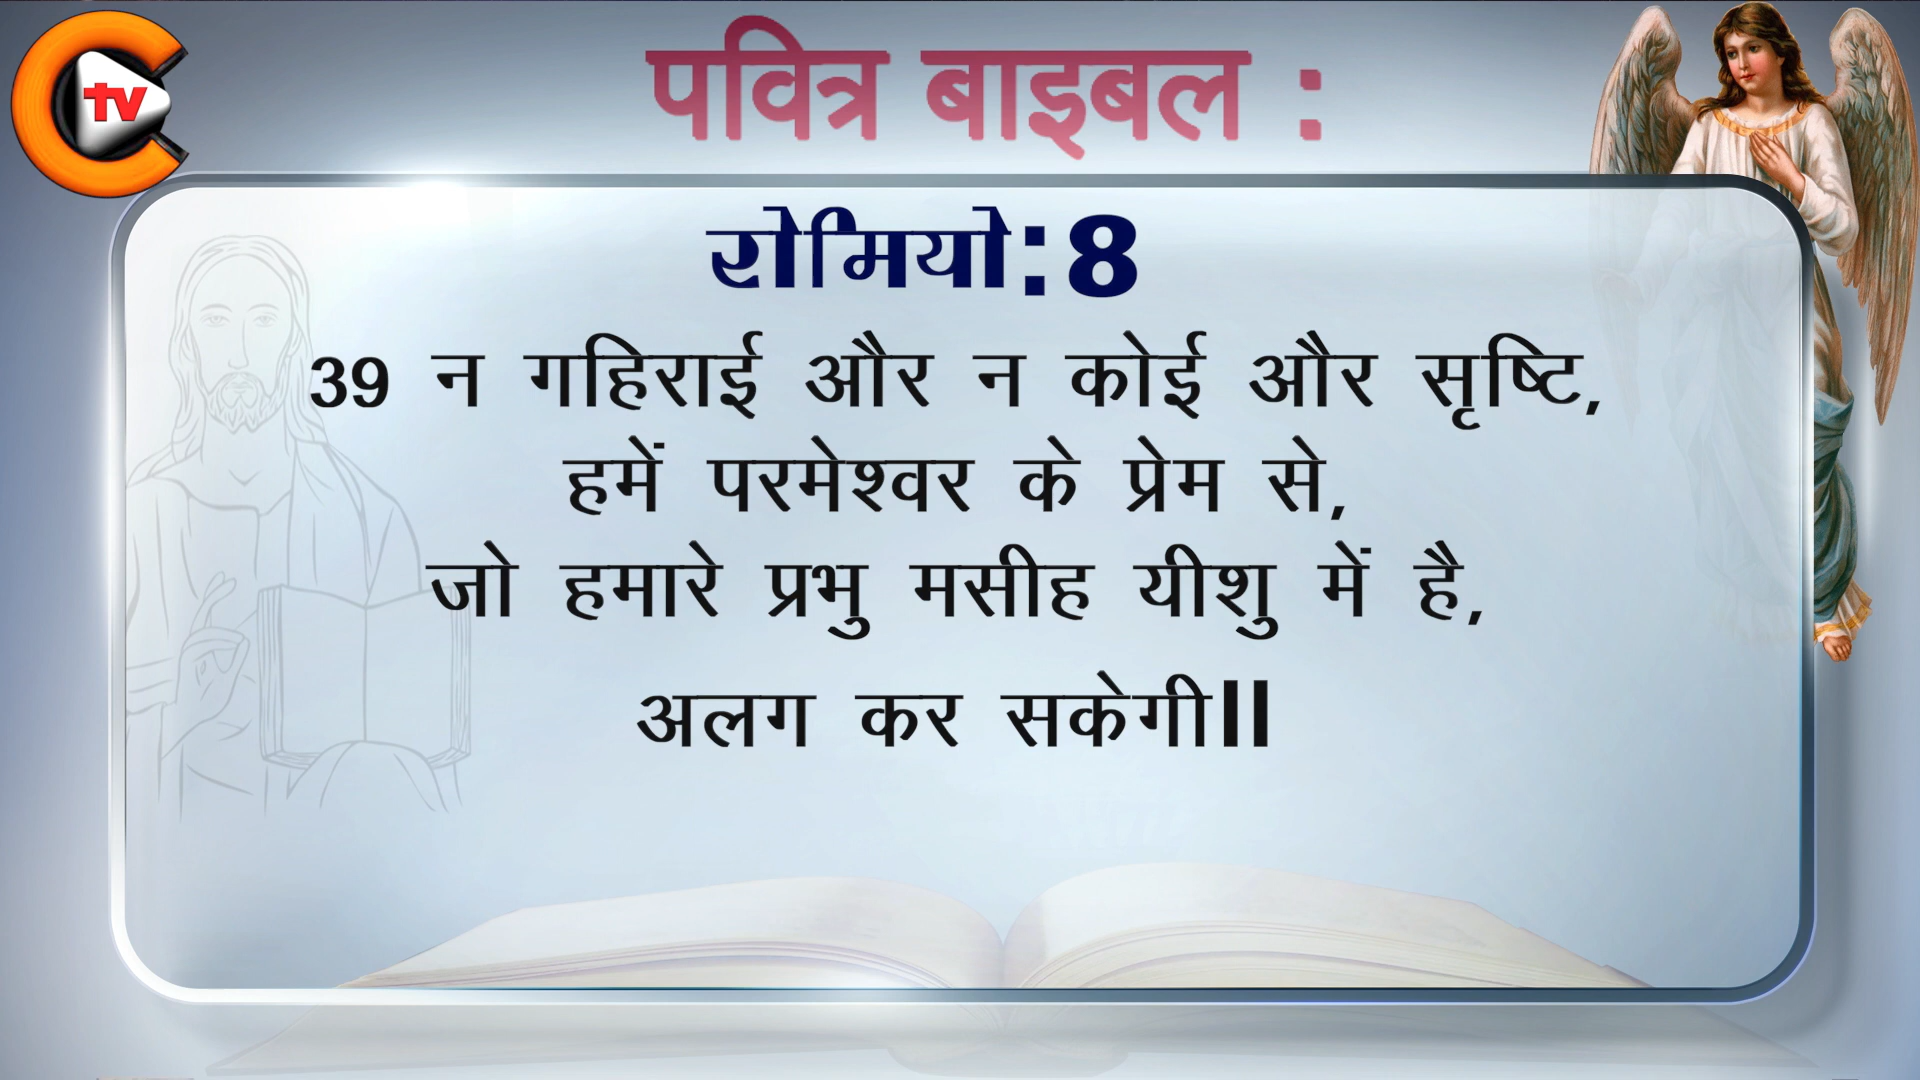 tv
पवित्र बाइबल :
रोमियो:8
39 न गहिराई और न कोई और सृष्टि,
हमें परमेश्वर के प्रेम से,
जो हमारे प्रभु मसीह यीशु में है,
अलग कर सकेगी॥